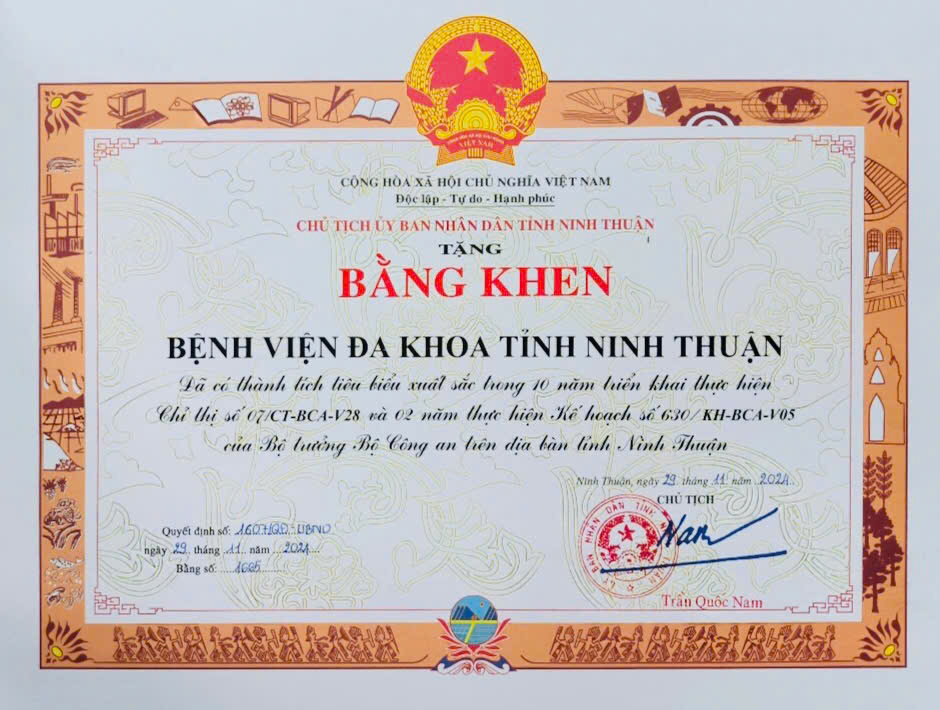 CỘNG HÒA XÃ HỘI CHỦ NGHĨA VIỆT NAM
Độc lập - Tự do - Hạnh phúc
CHỦ TỊCH ỦY BAN NHÂN DÂN TỈNH NINH THUẬN
TẶNG
BẰNG KHEN
BỆNH VIỆN ĐA KHOA TỈNH NINH THUẬN
Đã có thành tích tiêu biểu xuất sắc trong 10 năm triển khai thực hiện
Chỉ thị số 07/CT-BCA-V28 và 02 năm thực hiện Kế hoạch số 630/KH-BCA-V05
của Bộ trưởng Bộ Công an trên địa bàn tỉnh Ninh Thuận
Ninh Thuận, ngày 29 tháng 11 năm 2024
CHỦ TỊCH
Quyết định số: 1607/QĐ-UBND
ngày 29 tháng 11 năm 2024
Bằng số: 1605
Nam
Trần Quốc Nam
VIỆT NAM